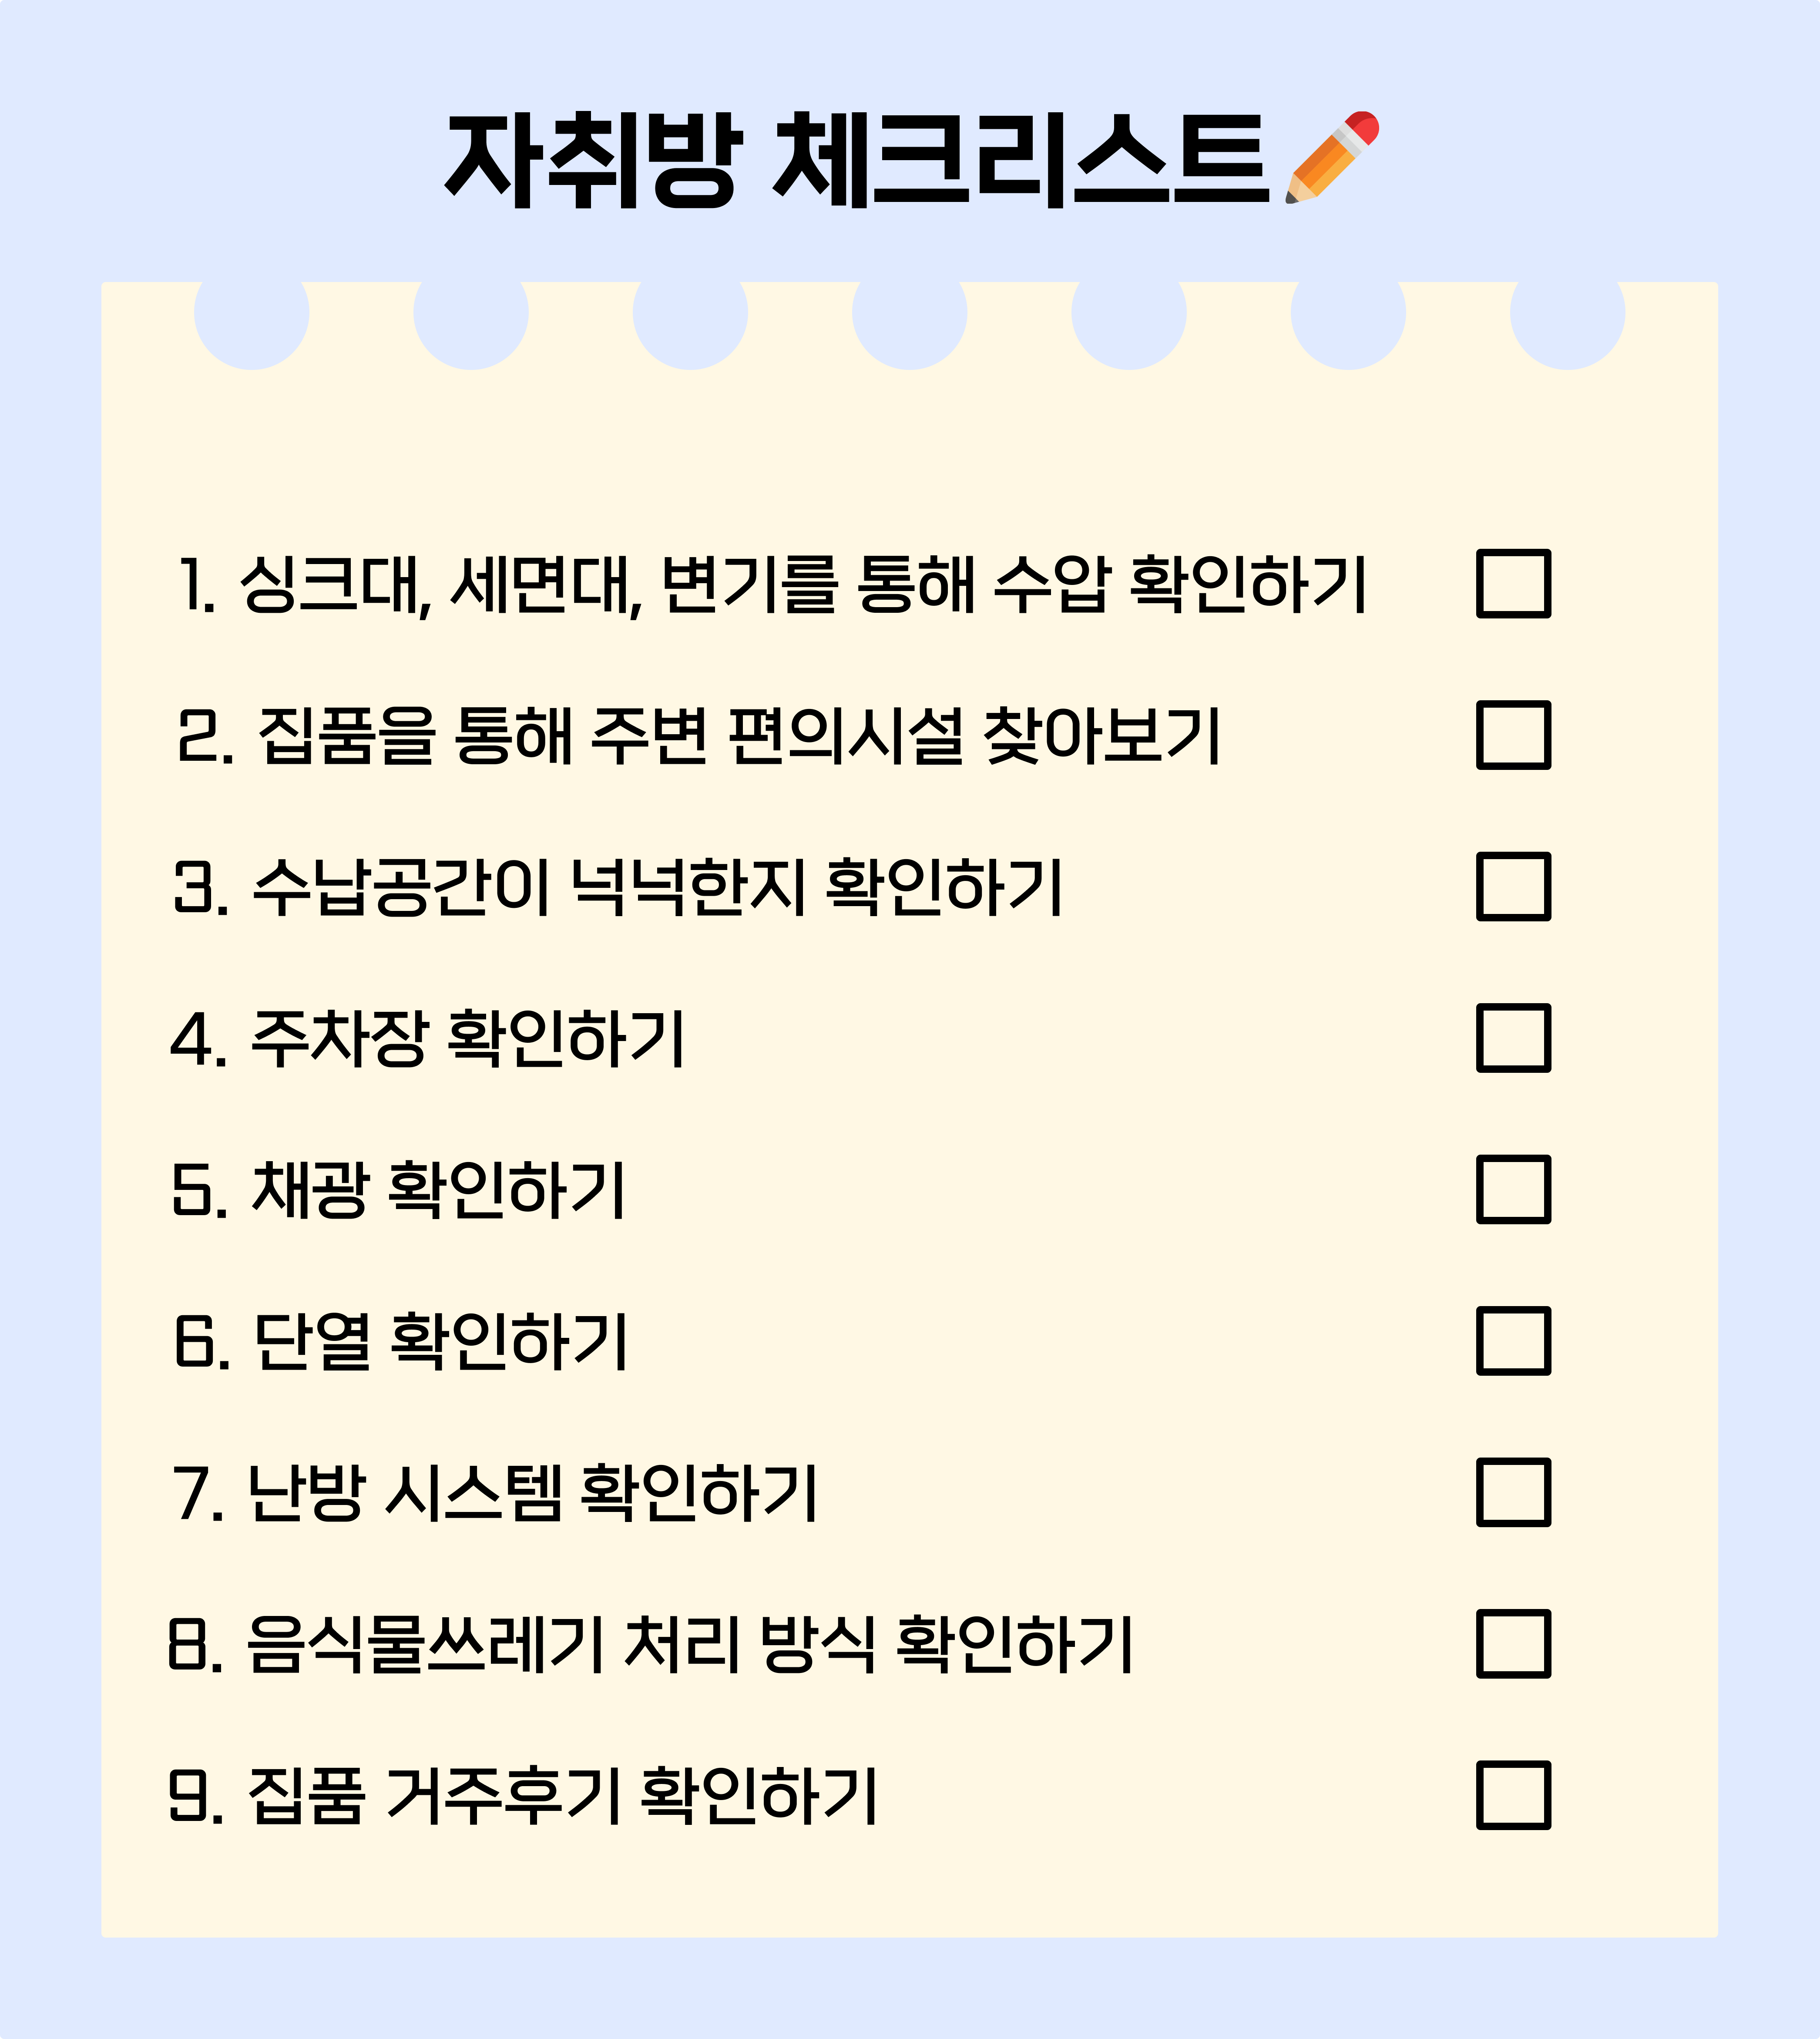 자취방 체크리스트
1. 싱크대, 세면대, 변기를 통해 수압 확인하기
2. 집품을 통해 주변 편의시설 찾아보기
3. 수납공간이 넉넉한지 확인하기
4. 주차장 확인하기
5. 채광 확인하기
6. 단열 확인하기
7. 난방 시스템 확인하기
8. 음식물쓰레기 처리 방식 확인하기
9. 집품 거주후기 확인하기